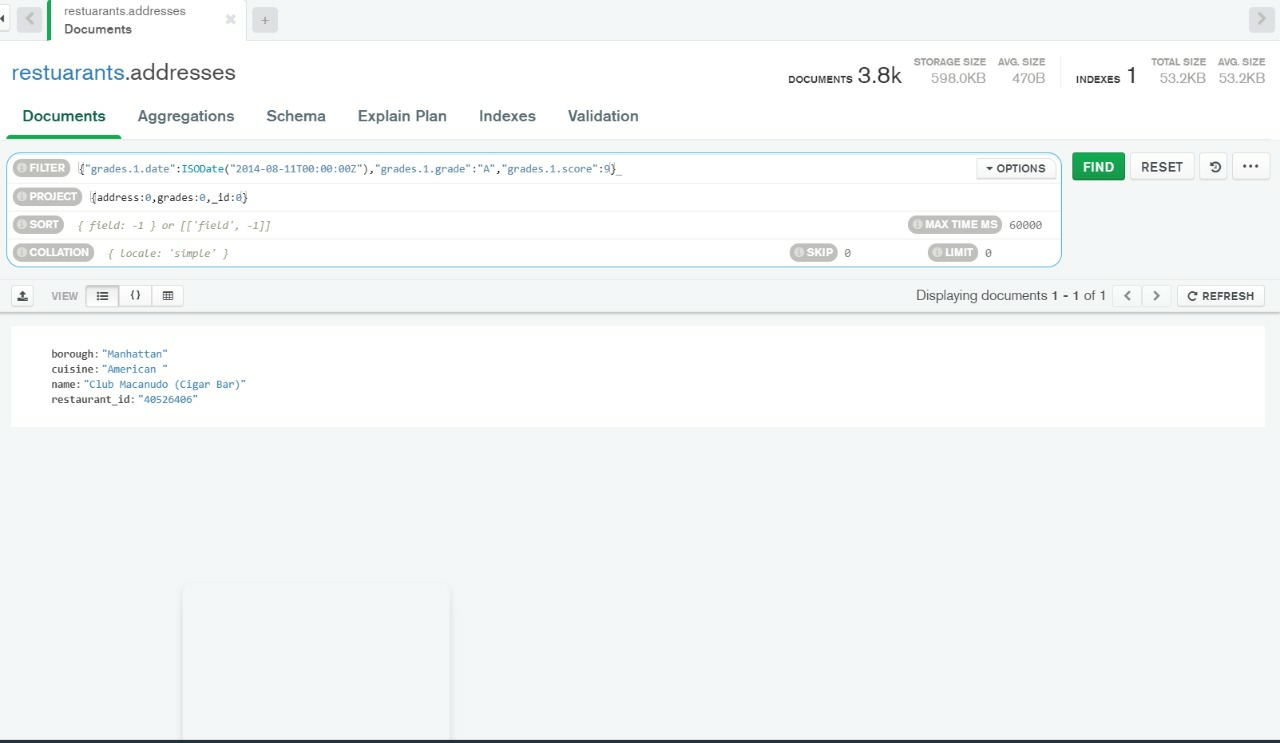 restuarants.addresses
Documents
restuarants.addresses
DOCUMENTS 3.8k
STORAGE SIZE
598.0KB
AVG. SIZE
470B
INDEXES 1
TOTAL SIZE
53.2KB
AVG. SIZE
53.2KB
Documents Aggregations Schema Explain Plan Indexes Validation
FILTER {"grades.1.date":ISODate("2014-08-11T00:00:00Z"),"grades.1.grade":"A","grades.1.score":9}_
OPTIONS
FIND
RESET
PROJECT {address:0,grades:0,_id:0}
SORT { field: -1 } or [['field', -1]]
MAX TIME MS 60000
COLLATION { locale: 'simple' }
SKIP 0
LIMIT 0
VIEW
{}
Displaying documents 1 - 1 of 1
REFRESH
borough: "Manhattan"
cuisine: "American "
name: "Club Macanudo (Cigar Bar)"
restaurant_id: "40526406"